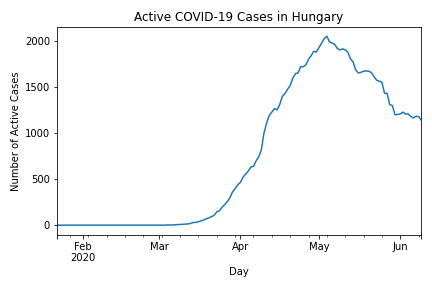 Active COVID-19 Cases in Hungary
Number of Active Cases
2000
1500
1000
500
0
Feb Mar Apr May Jun
2020
Day